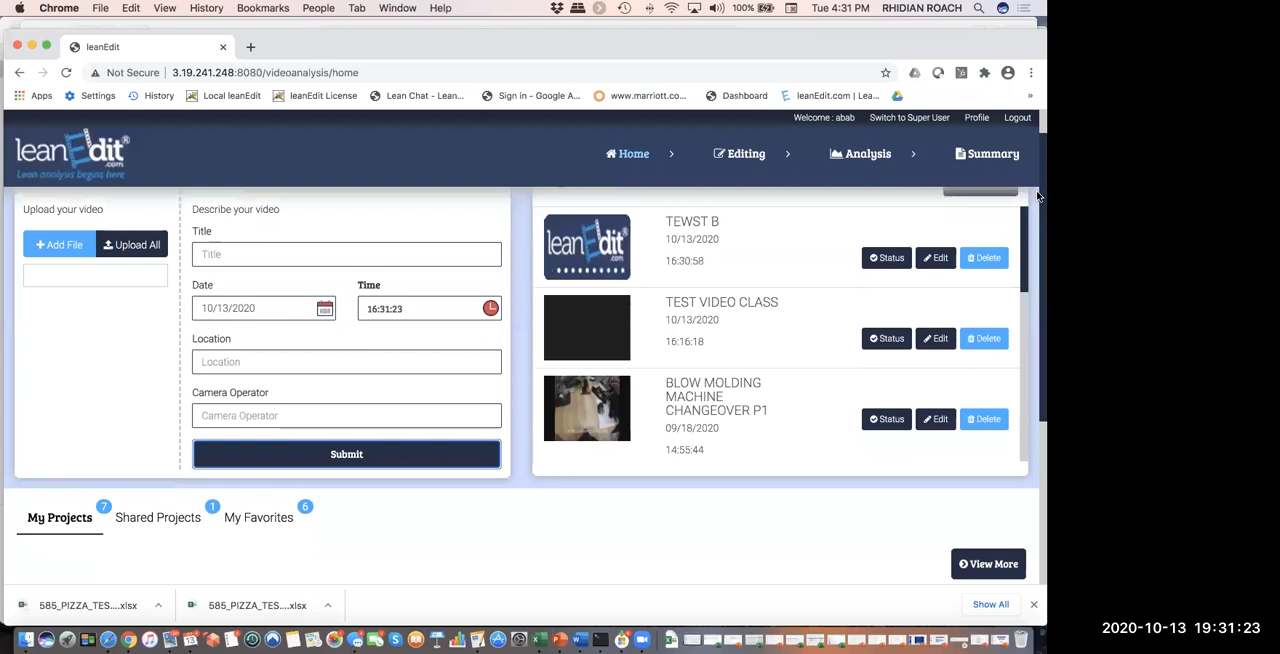 Chrome File Edit View History Bookmarks People Tab Window Help 100% Tue 4:31 PM RHIDIAN ROACH
leanEdit
Not Secure 3.19.241.248:8080/videoanalysis/home
Apps Settings History Local leanEdit leanEdit License Lean Chat - Lean... Sign in - Google A... www.marriott.co... Dashboard leanEdit.com | Lea... »
Welcome : abab Switch to Super User Profile Logout
leanEdit.com®
Lean analysis begins here
Home Editing Analysis Summary
Upload your video
Describe your video
Title
Add File Upload All
Title
Date Time
10/13/2020 16:31:23
Location
Location
Camera Operator
Camera Operator
Submit
leanEdit
TEWST B
10/13/2020
16:30:58
Status Edit Delete
TEST VIDEO CLASS
10/13/2020
16:16:18
Status Edit Delete
BLOW MOLDING
MACHINE
CHANGEOVER P1
09/18/2020
14:55:44
Status Edit Delete
My Projects 7 Shared Projects 1 My Favorites 6
View More
585_PIZZA_TES....xlsx 585_PIZZA_TES....xlsx Show All
2020-10-13 19:31:23